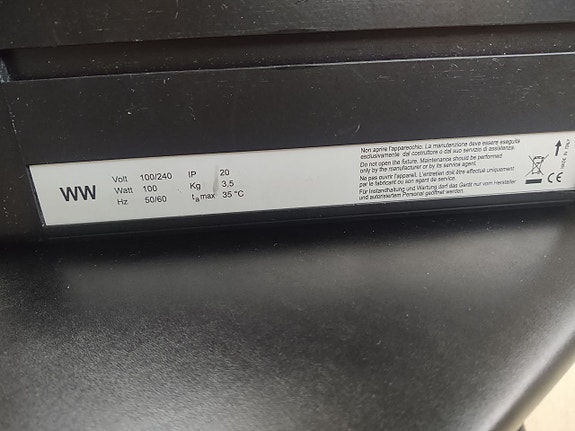 WW
Volt 100/240 IP 20
Watt 100 Kg 3,5
Hz 50/60 ta max 35 °C
Non aprire l'apparecchio. La manutenzione deve essere eseguita
esclusivamente dal costruttore o dal suo servizio di assistenza.
Do not open the fixture. Maintenance should be performed
only by the manufacturer or by its service agent.
Ne pas ouvrir l'appareil. L'entretien doit être effectué uniquement
par le fabricant ou son agent de service.
Für Instandhaltung und Wartung darf das Gerät nur vom Hersteller
und autorisiertem Personal geöffnet werden.
CE